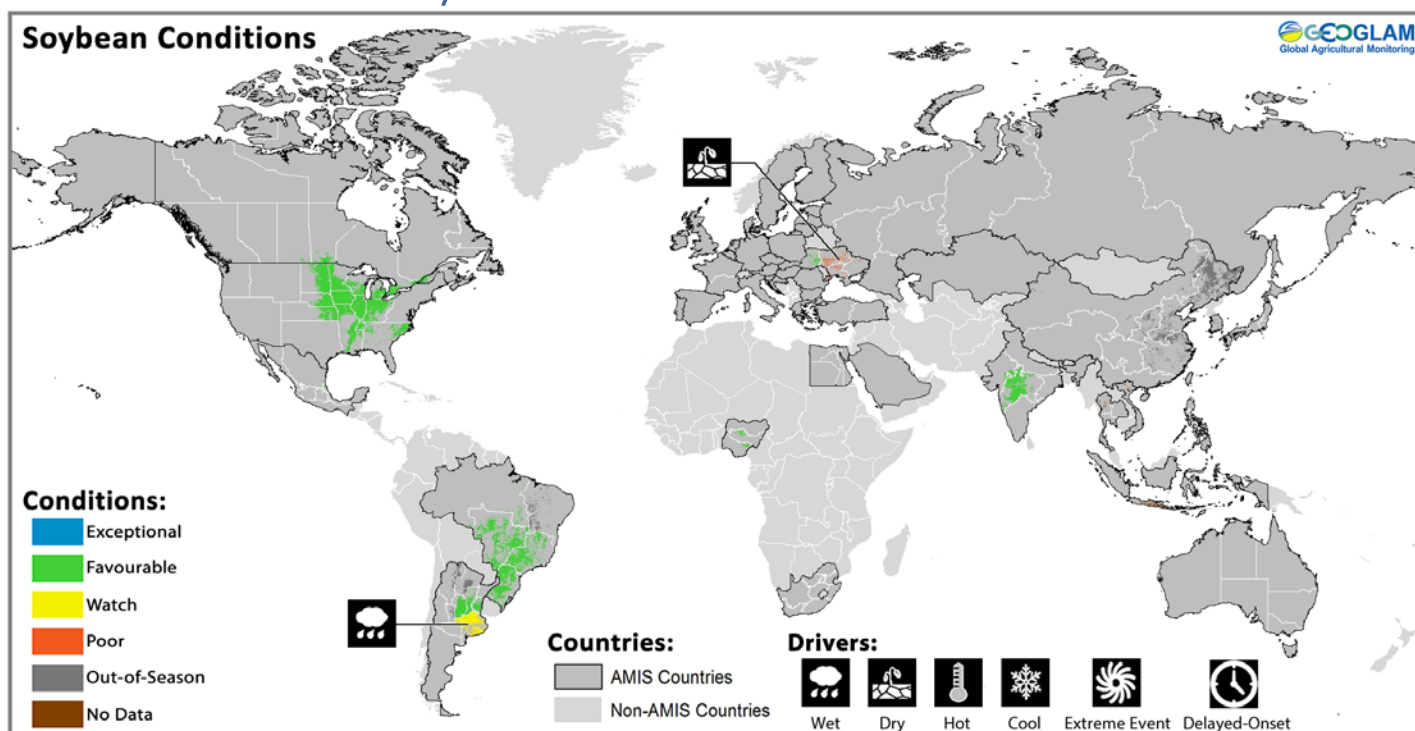 Soybean Conditions
GEOGLAM
Global Agricultural Monitoring
Conditions:
Exceptional
Favourable
Watch
Poor
Out-of-Season
No Data
Countries:
AMIS Countries
Non-AMIS Countries
Drivers:
Wet
Dry
Hot
Cool
Extreme Event
Delayed-Onset